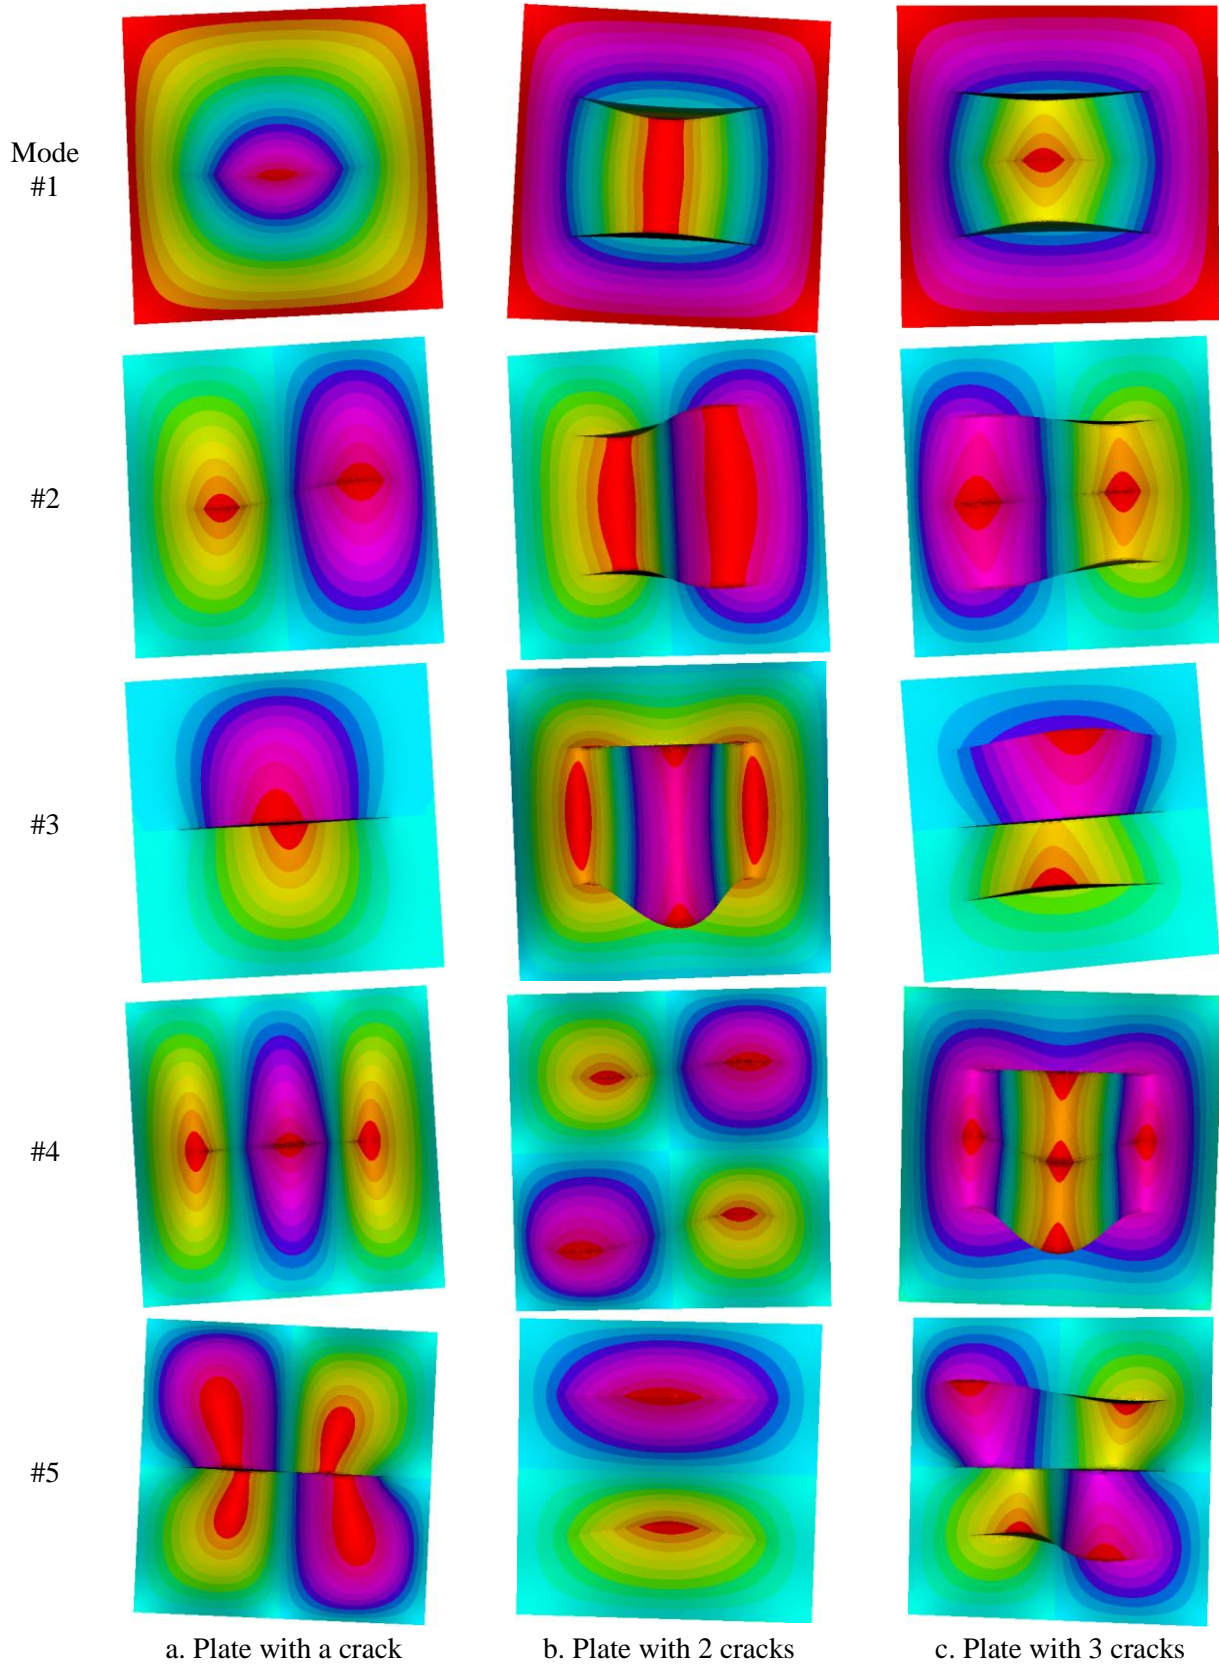 Mode
#1
#2
#3
#4
#5
a. Plate with a crack
b. Plate with 2 cracks
c. Plate with 3 cracks